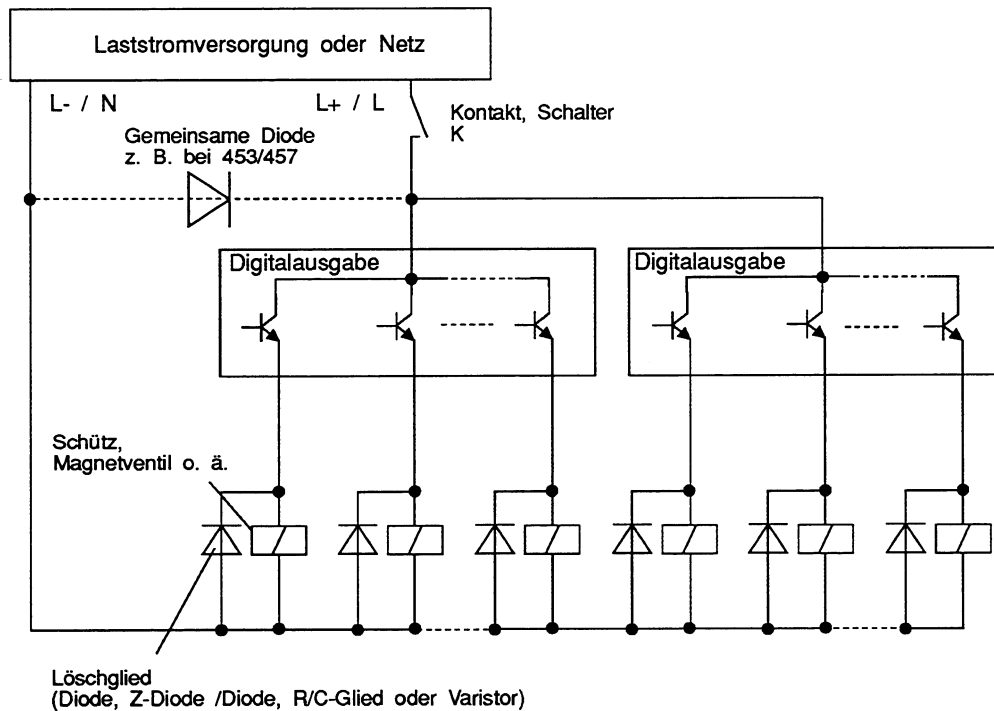 Laststromversorgung oder Netz
L- / N
L+ / L
Kontakt, Schalter
K
Gemeinsame Diode
z. B. bei 453/457
Digitalausgabe
Digitalausgabe
Schütz,
Magnetventil o. ä.
Löschglied
(Diode, Z-Diode /Diode, R/C-Glied oder Varistor)